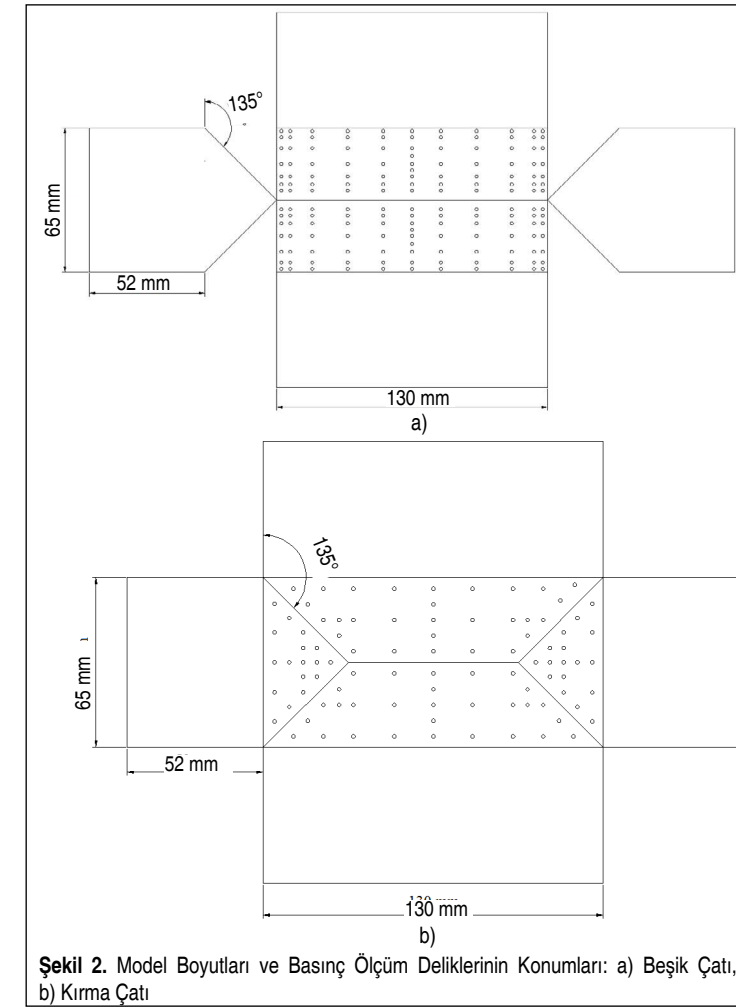 135°
65 mm
52 mm
130 mm
a)
135°
65 mm
52 mm
130 mm
b)
Şekil 2. Model Boyutları ve Basınç Ölçüm Deliklerinin Konumları: a) Beşik Çatı,
b) Kırma Çatı